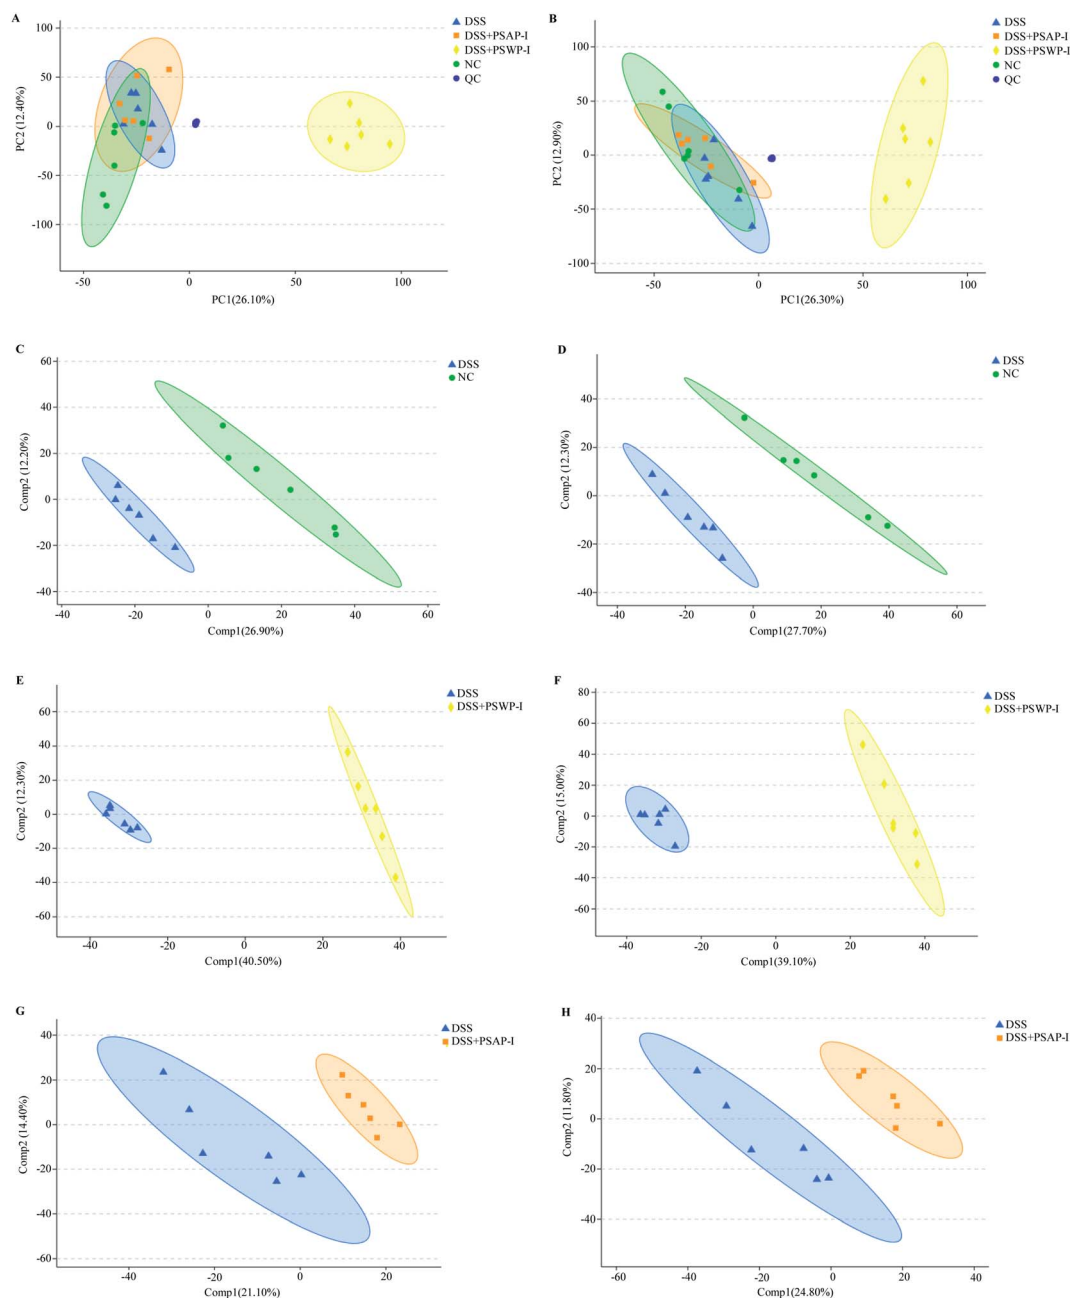 A
DSS
DSS+PSAP-I
DSS+PSWP-I
NC
QC
100
50
0
-50
-100
PC2 (12.40%)
-50
0
50
100
PC1(26.10%)
B
DSS
DSS+PSAP-I
DSS+PSWP-I
NC
QC
100
50
0
-50
-100
PC2 (12.90%)
-50
0
50
100
PC1(26.30%)
C
DSS
NC
60
40
20
0
-20
-40
Comp2 (12.20%)
-40
-20
0
20
40
60
Comp1(26.90%)
D
DSS
NC
40
20
0
-20
-40
Comp2 (12.30%)
-40
-20
0
20
40
60
Comp1(27.70%)
E
DSS
DSS+PSWP-I
60
40
20
0
-20
-40
-60
Comp2 (12.30%)
-40
-20
0
20
40
Comp1(40.50%)
F
DSS
DSS+PSWP-I
80
60
40
20
0
-20
-40
-60
Comp2 (15.00%)
-40
-20
0
20
40
Comp1(39.10%)
G
DSS
DSS+PSAP-I
40
20
0
-20
-40
-60
Comp2 (14.40%)
-40
-20
0
20
Comp1(21.10%)
H
DSS
DSS+PSAP-I
40
20
0
-20
-40
Comp2 (11.80%)
-60
-40
-20
0
20
40
Comp1(24.80%)